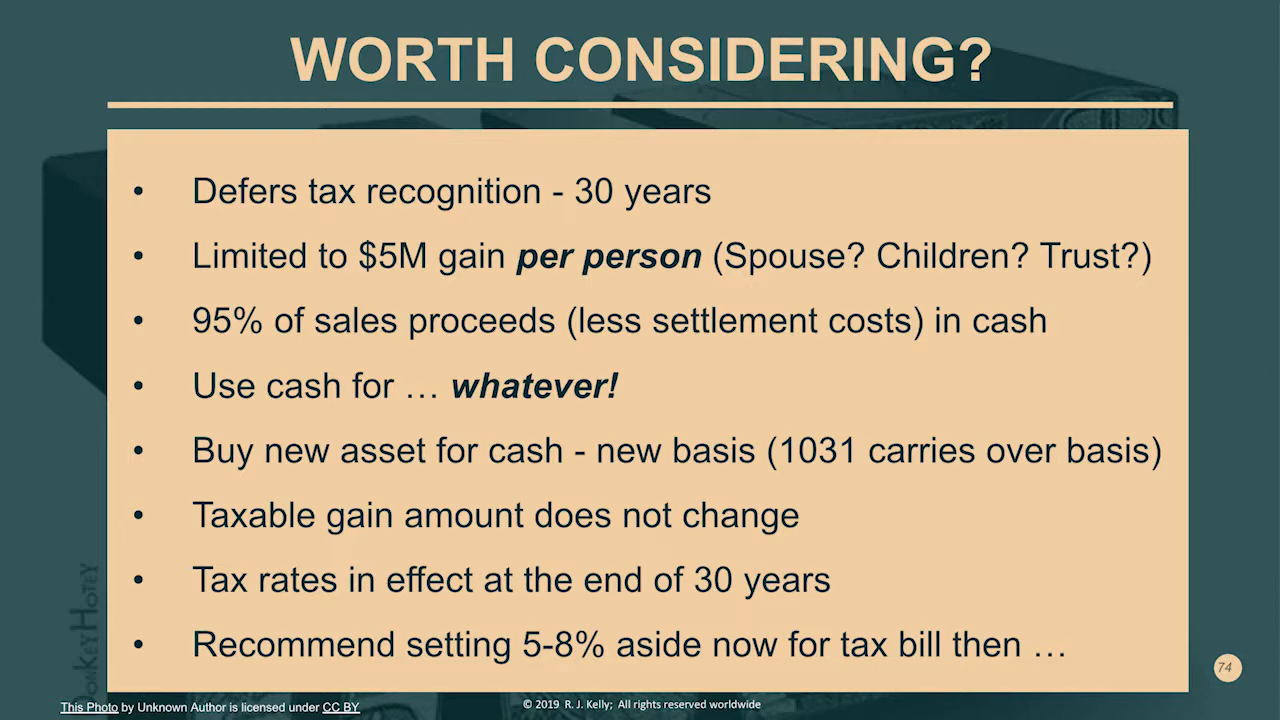 WORTH CONSIDERING?
• Defers tax recognition - 30 years
• Limited to $5M gain per person (Spouse? Children? Trust?)
• 95% of sales proceeds (less settlement costs) in cash
• Use cash for … whatever!
• Buy new asset for cash - new basis (1031 carries over basis)
• Taxable gain amount does not change
• Tax rates in effect at the end of 30 years
• Recommend setting 5-8% aside now for tax bill then …
DONKEYHOTEY
74
This Photo by Unknown Author is licensed under CC BY
© 2019 R. J. Kelly; All rights reserved worldwide